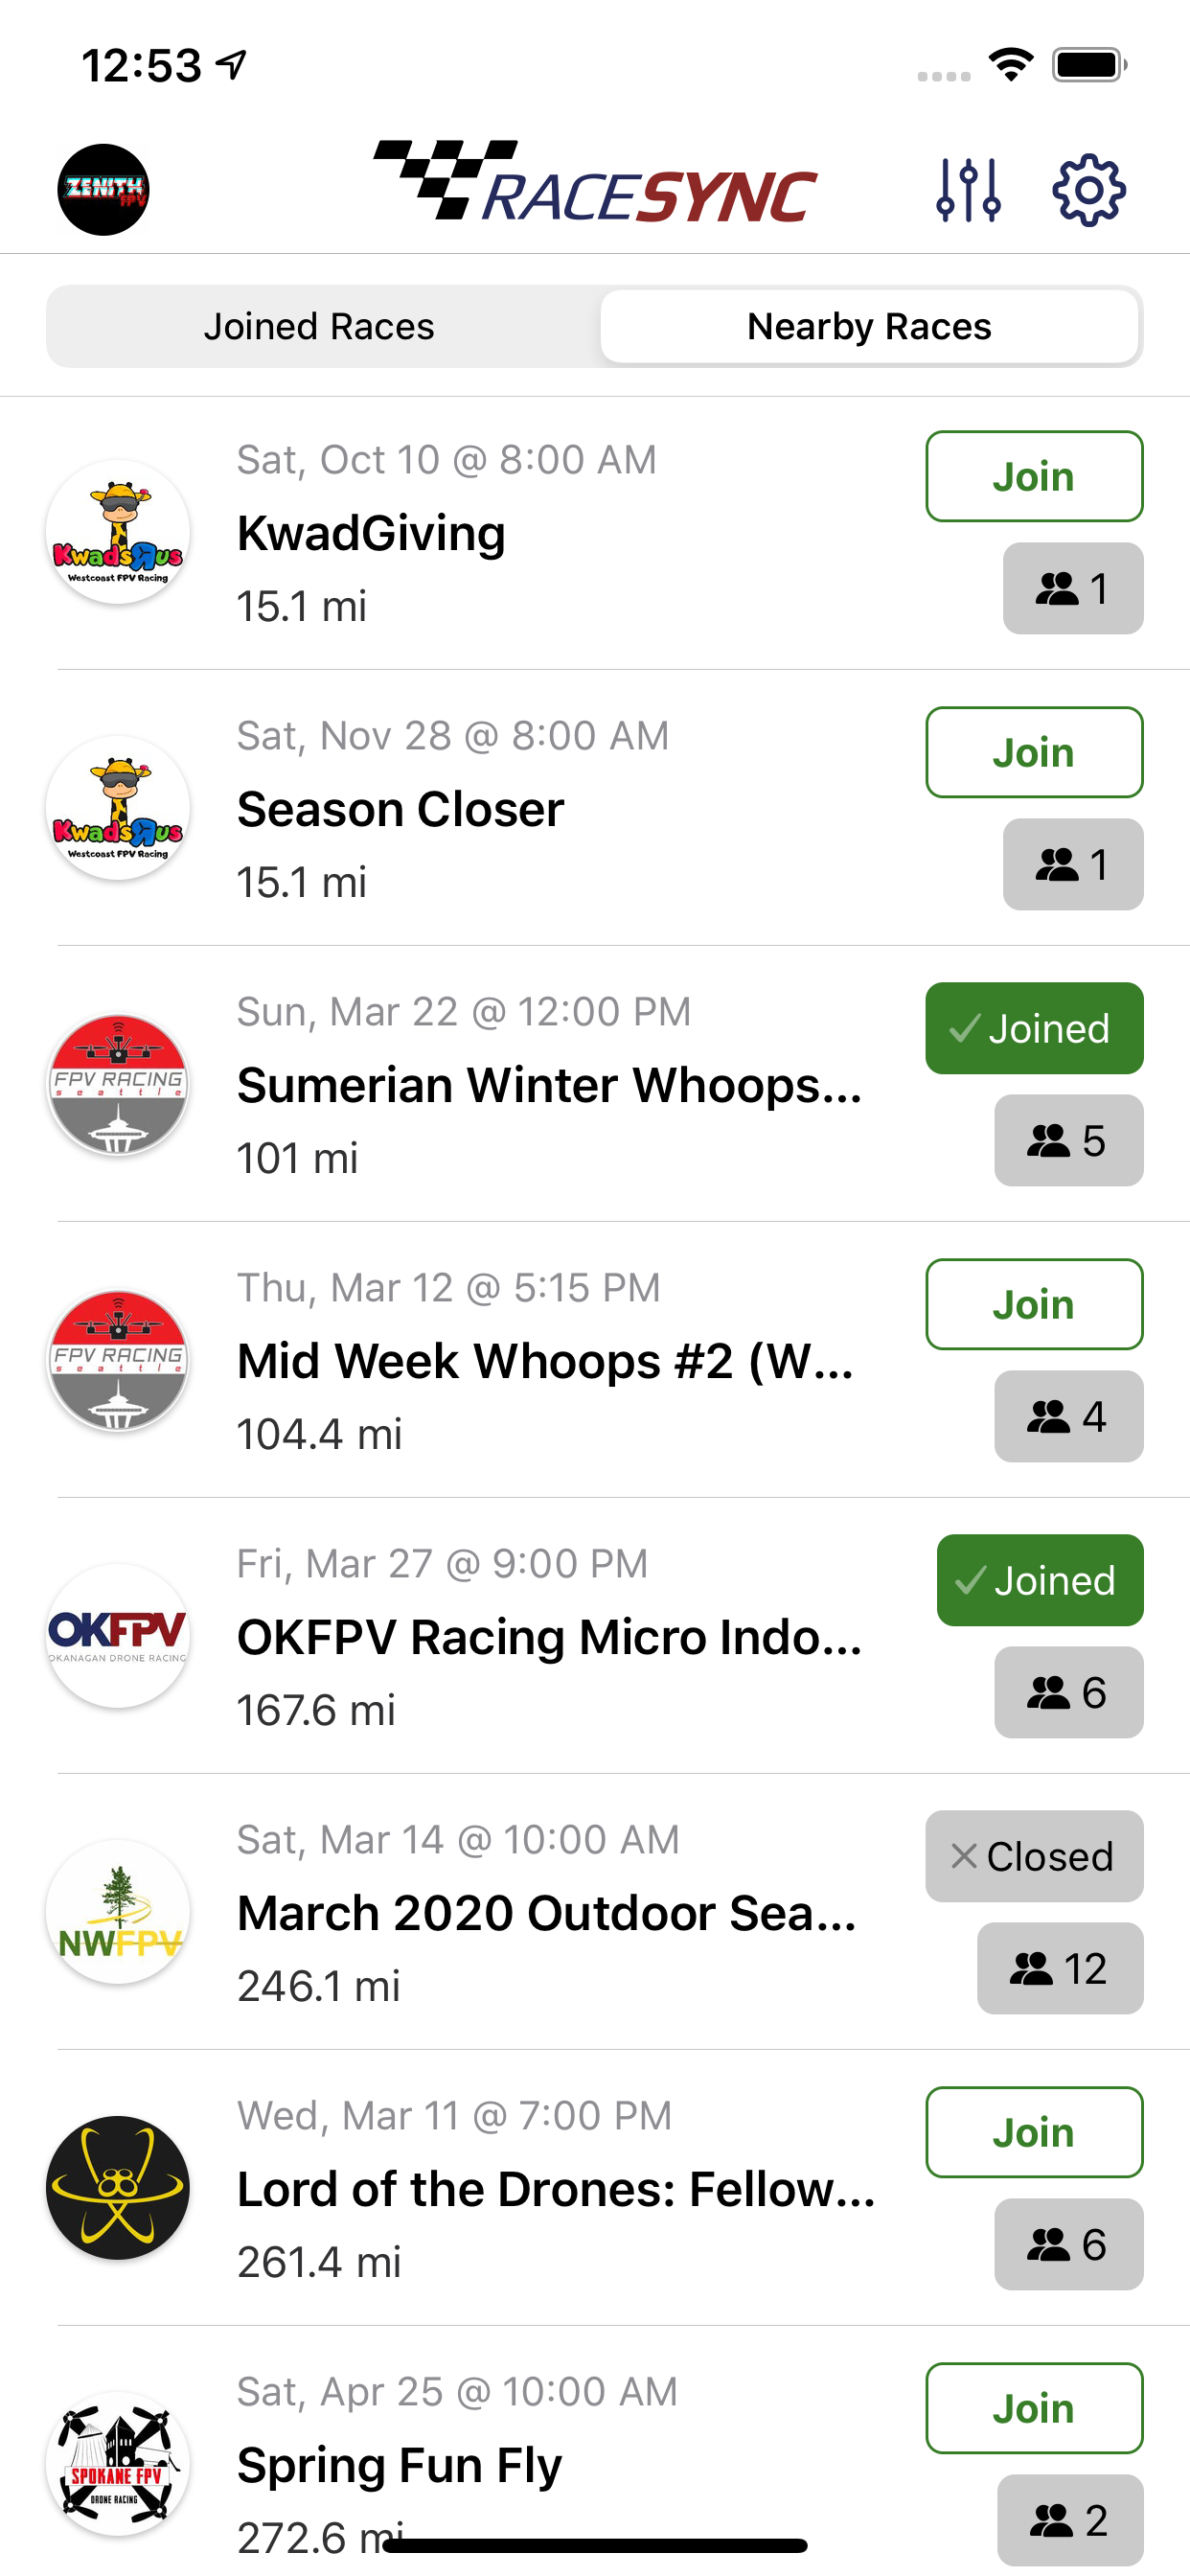 12:53
ZENITH
FPV
RACESYNC
Joined Races
Nearby Races
Sat, Oct 10 @ 8:00 AM
KwadGiving
15.1 mi
Join
1
KwadsRus
Westcoast FPV Racing
Sat, Nov 28 @ 8:00 AM
Season Closer
15.1 mi
Join
1
KwadsRus
Westcoast FPV Racing
Sun, Mar 22 @ 12:00 PM
Sumerian Winter Whoops...
101 mi
Joined
5
FPV RACING
seattle
Thu, Mar 12 @ 5:15 PM
Mid Week Whoops #2 (W...
104.4 mi
Join
4
FPV RACING
seattle
Fri, Mar 27 @ 9:00 PM
OKFPV Racing Micro Indo...
167.6 mi
Joined
6
OKFPV
OKANAGAN DRONE RACING
Sat, Mar 14 @ 10:00 AM
March 2020 Outdoor Sea...
246.1 mi
Closed
12
NWFPV
Wed, Mar 11 @ 7:00 PM
Lord of the Drones: Fellow...
261.4 mi
Join
6
Sat, Apr 25 @ 10:00 AM
Spring Fun Fly
272.6 mi
Join
2
SPOKANE FPV
DRONE RACING